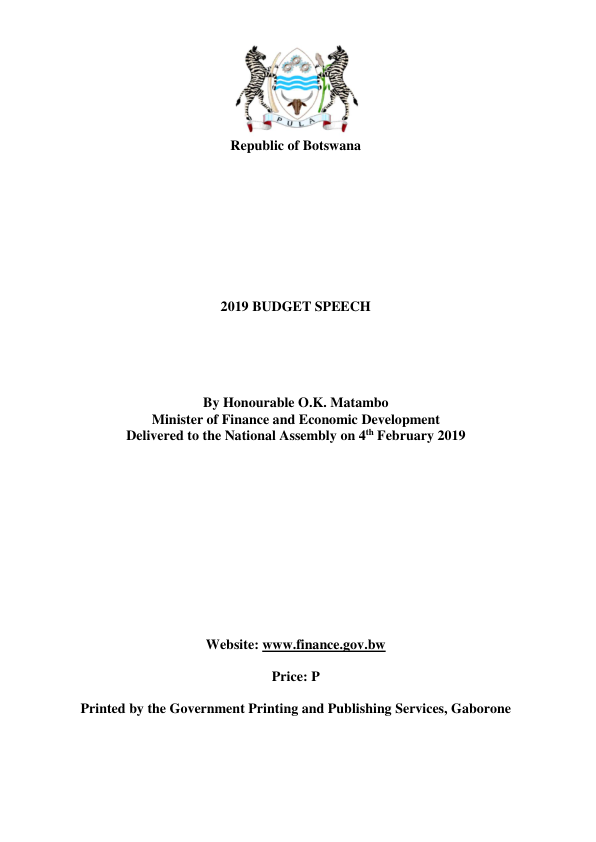 PULA
Republic of Botswana
2019 BUDGET SPEECH
By Honourable O.K. Matambo
Minister of Finance and Economic Development
Delivered to the National Assembly on 4th February 2019
Website: www.finance.gov.bw
Price: P
Printed by the Government Printing and Publishing Services, Gaborone